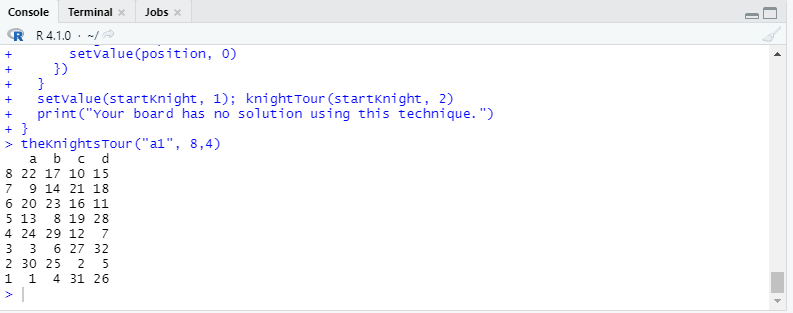 Console Terminal × Jobs ×
R 4.1.0 · ~/
+       setValue(position, 0)
+     })
+   }
+   setValue(startKnight, 1); knightTour(startKnight, 2)
+   print("Your board has no solution using this technique.")
+ }
> theKnightsTour("a1", 8,4)
   a  b  c  d
8 22 17 10 15
7  9 14 21 18
6 20 23 16 11
5 13  8 19 28
4 24 29 12  7
3  3  6 27 32
2 30 25  2  5
1  1  4 31 26
>